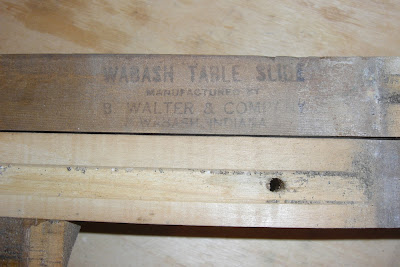 WABASH TABLE SLIDE
MANUFACTURED BY
B. WALTER & COMPANY
WABASH, INDIANA